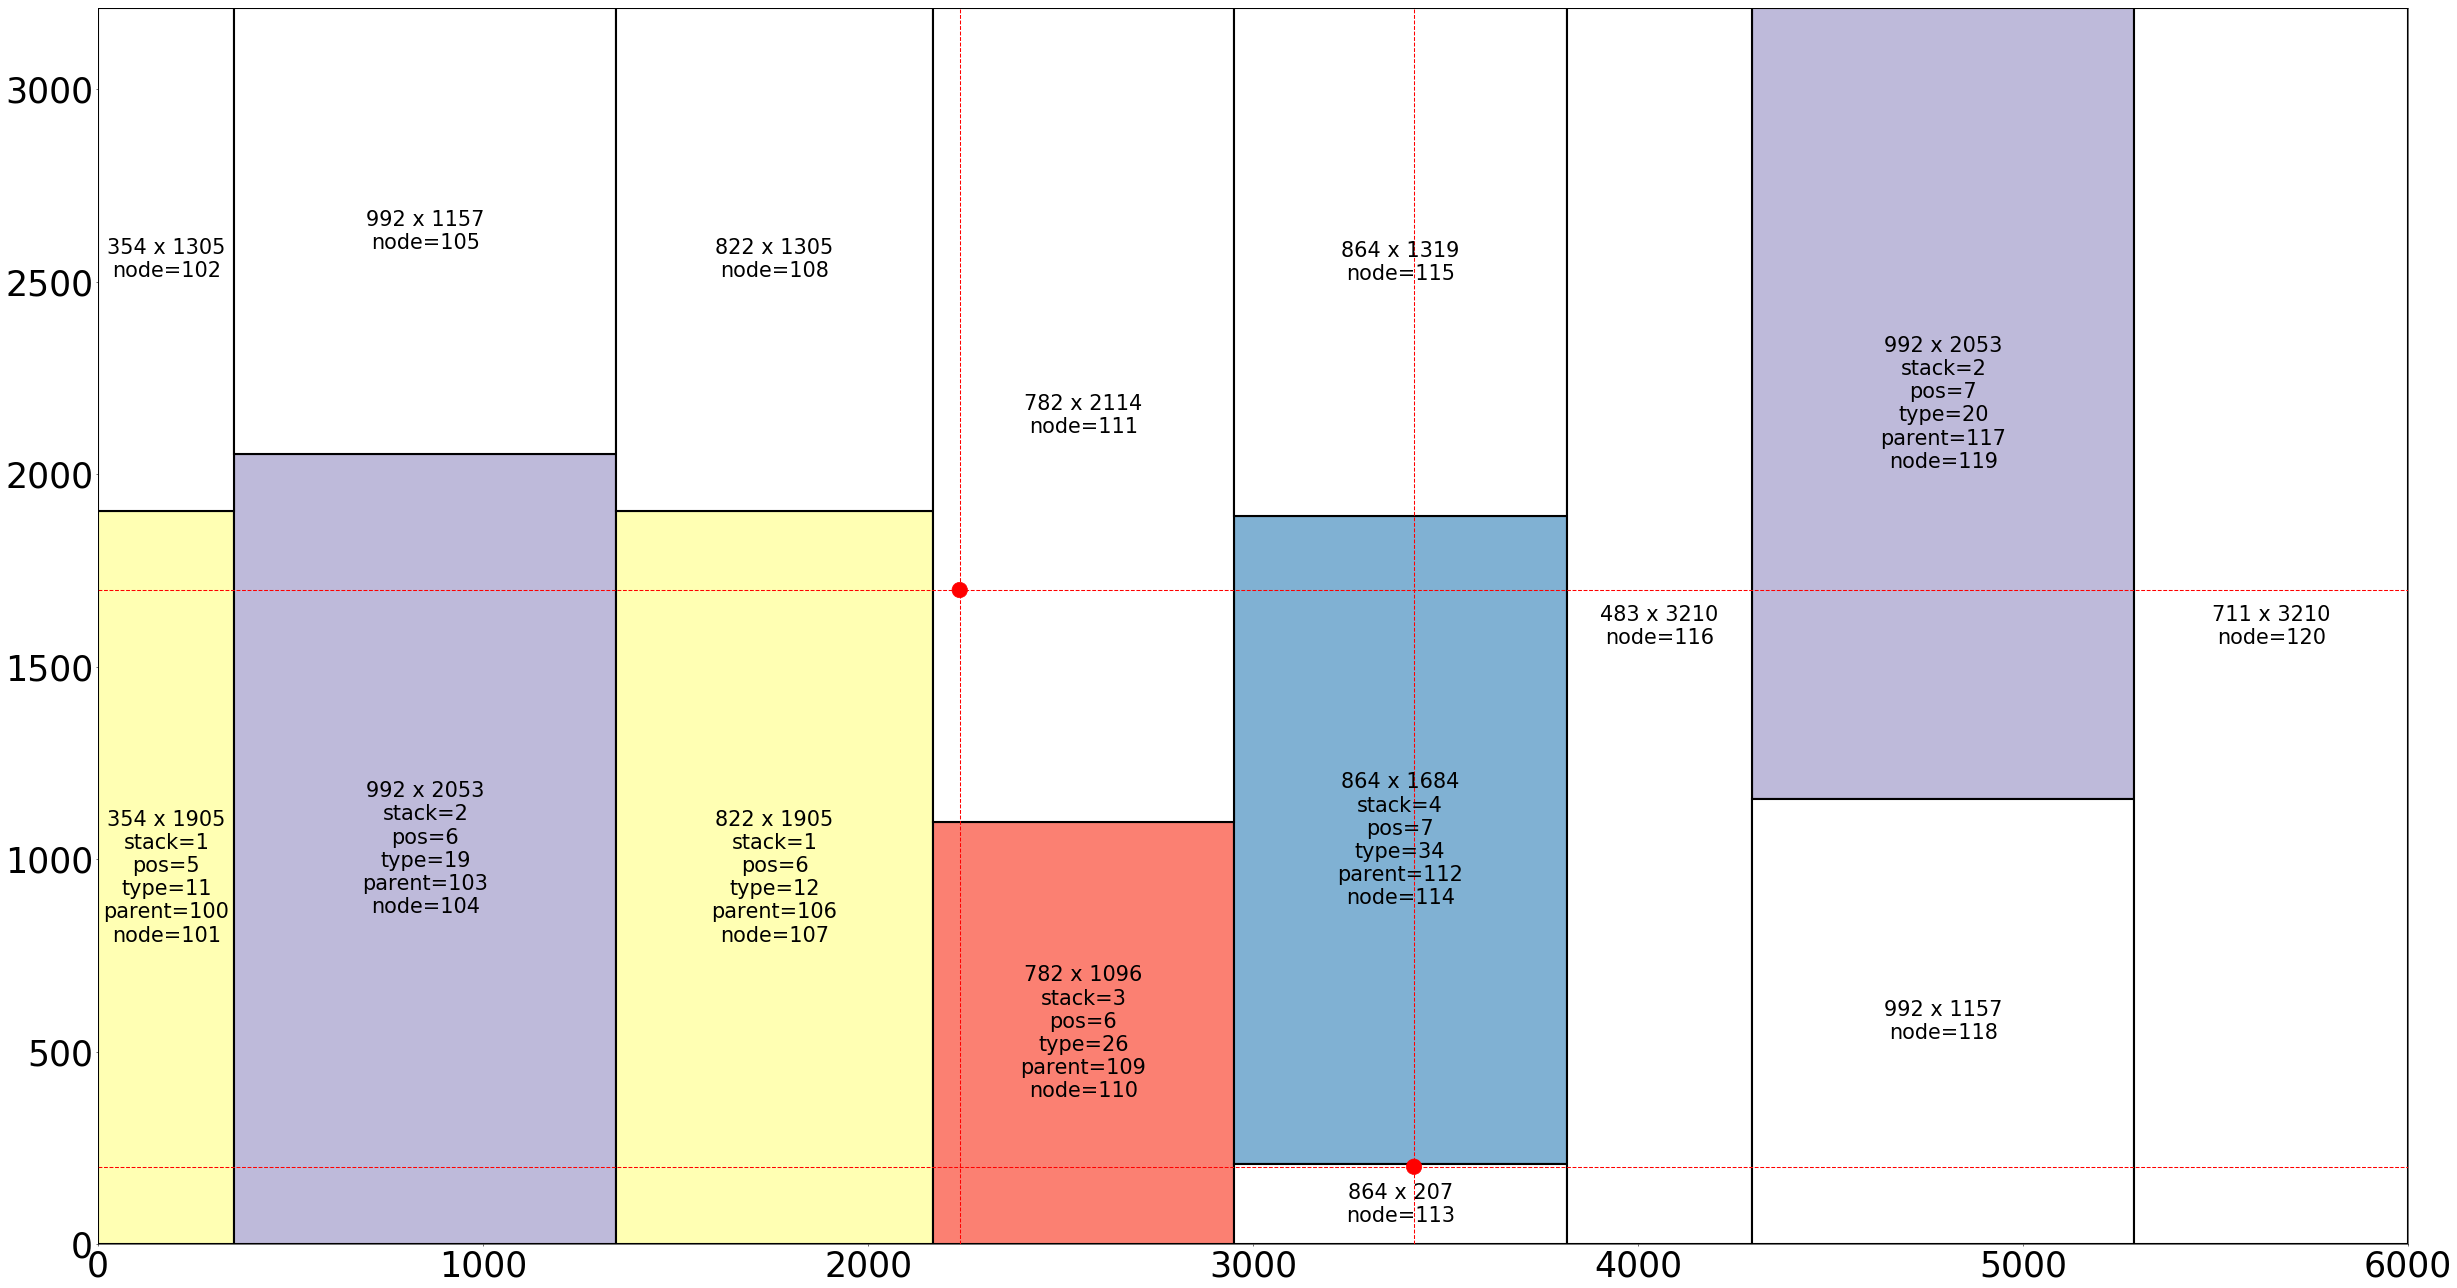 3000
2500
2000
1500
1000
500
0
354 x 1305
node=102
992 x 1157
node=105
822 x 1305
node=108
782 x 2114
node=111
864 x 1319
node=115
992 x 2053
stack=2
pos=7
type=20
parent=117
node=119
483 x 3210
node=116
711 x 3210
node=120
354 x 1905
stack=1
pos=5
type=11
parent=100
node=101
992 x 2053
stack=2
pos=6
type=19
parent=103
node=104
822 x 1905
stack=1
pos=6
type=12
parent=106
node=107
782 x 1096
stack=3
pos=6
type=26
parent=109
node=110
864 x 1684
stack=4
pos=7
type=34
parent=112
node=114
992 x 1157
node=118
864 x 207
node=113
0
1000
2000
3000
4000
5000
6000